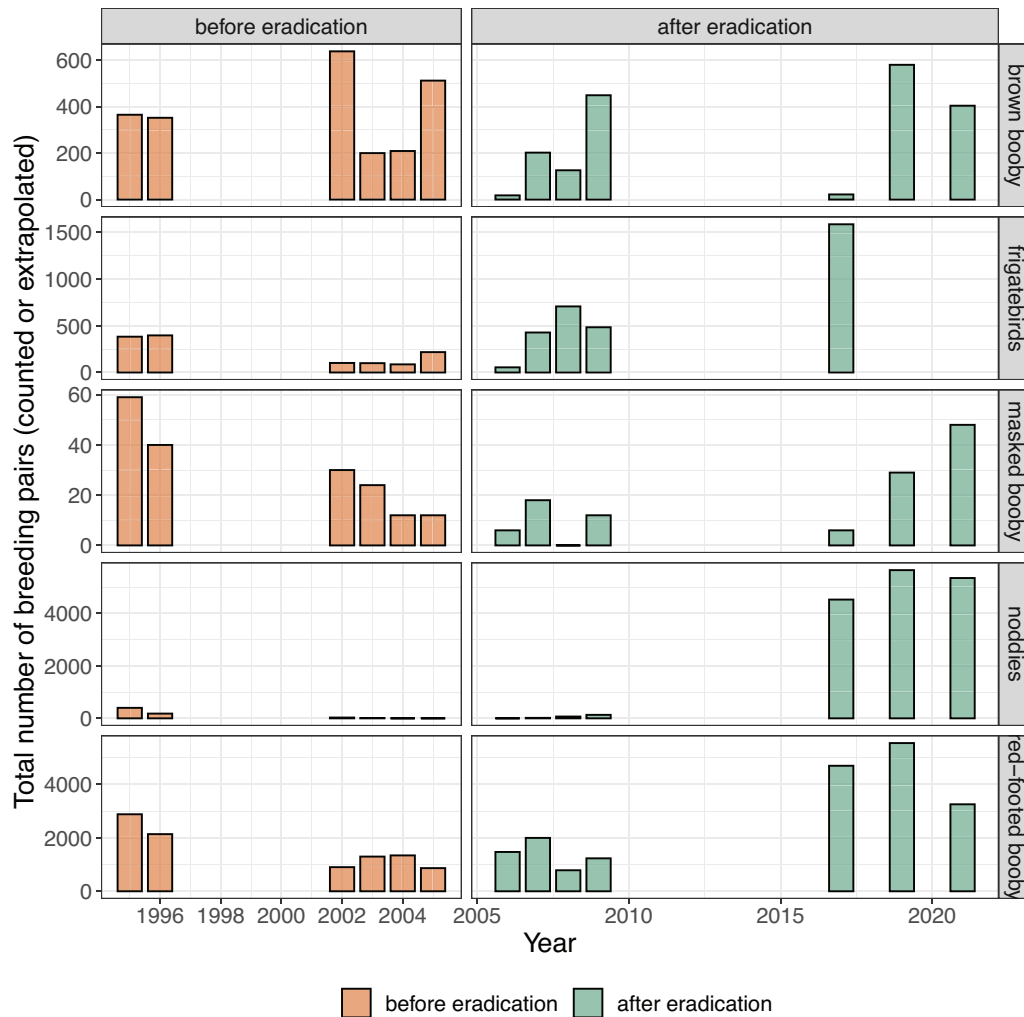 before eradication
after eradication
Total number of breeding pairs (counted or extrapolated)
600
400
200
0
brown booby
1500
1000
500
0
frigatebirds
60
40
20
0
masked booby
4000
2000
0
noddies
4000
2000
0
red-footed booby
1996 1998 2000 2002 2004 2006
2005 2010 2015 2020
Year
before eradication
after eradication